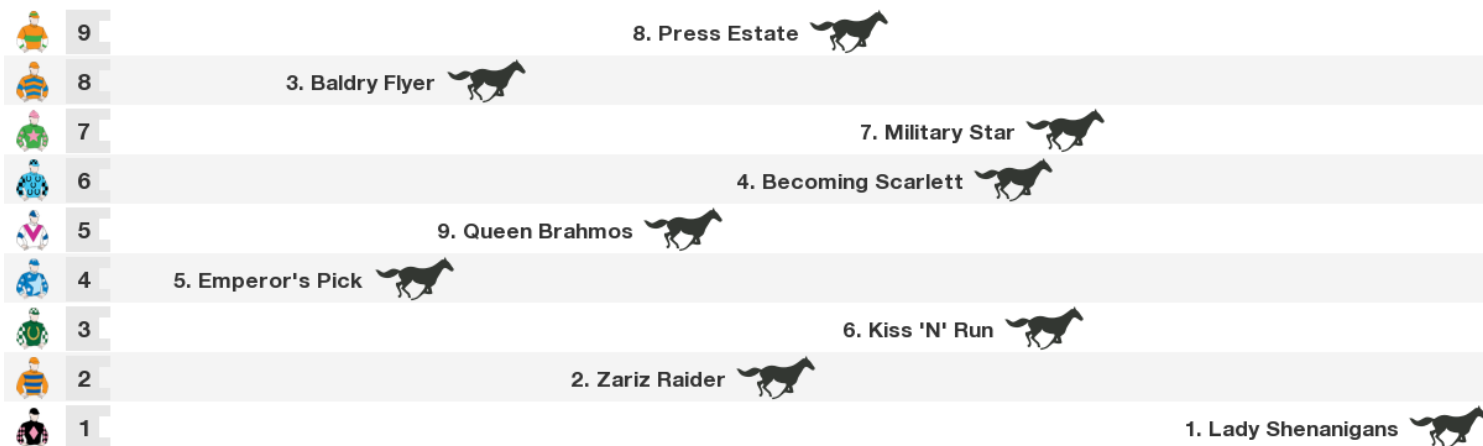 9 8. Press Estate
8 3. Baldry Flyer
7 7. Military Star
6 4. Becoming Scarlett
5 9. Queen Brahmos
4 5. Emperor's Pick
3 6. Kiss 'N' Run
2 2. Zariz Raider
1 1. Lady Shenanigans